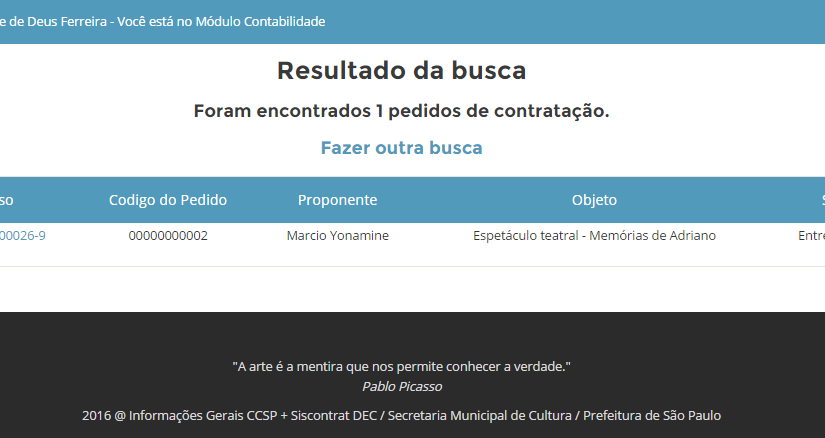 e de Deus Ferreira - Você está no Módulo Contabilidade
Resultado da busca
Foram encontrados 1 pedidos de contratação.
Fazer outra busca
so Codigo do Pedido Proponente Objeto S
00026-9 00000000002 Marcio Yonamine Espetáculo teatral - Memórias de Adriano Entre
"A arte é a mentira que nos permite conhecer a verdade."
Pablo Picasso
2016 @ Informações Gerais CCSP + Siscontrat DEC / Secretaria Municipal de Cultura / Prefeitura de São Paulo